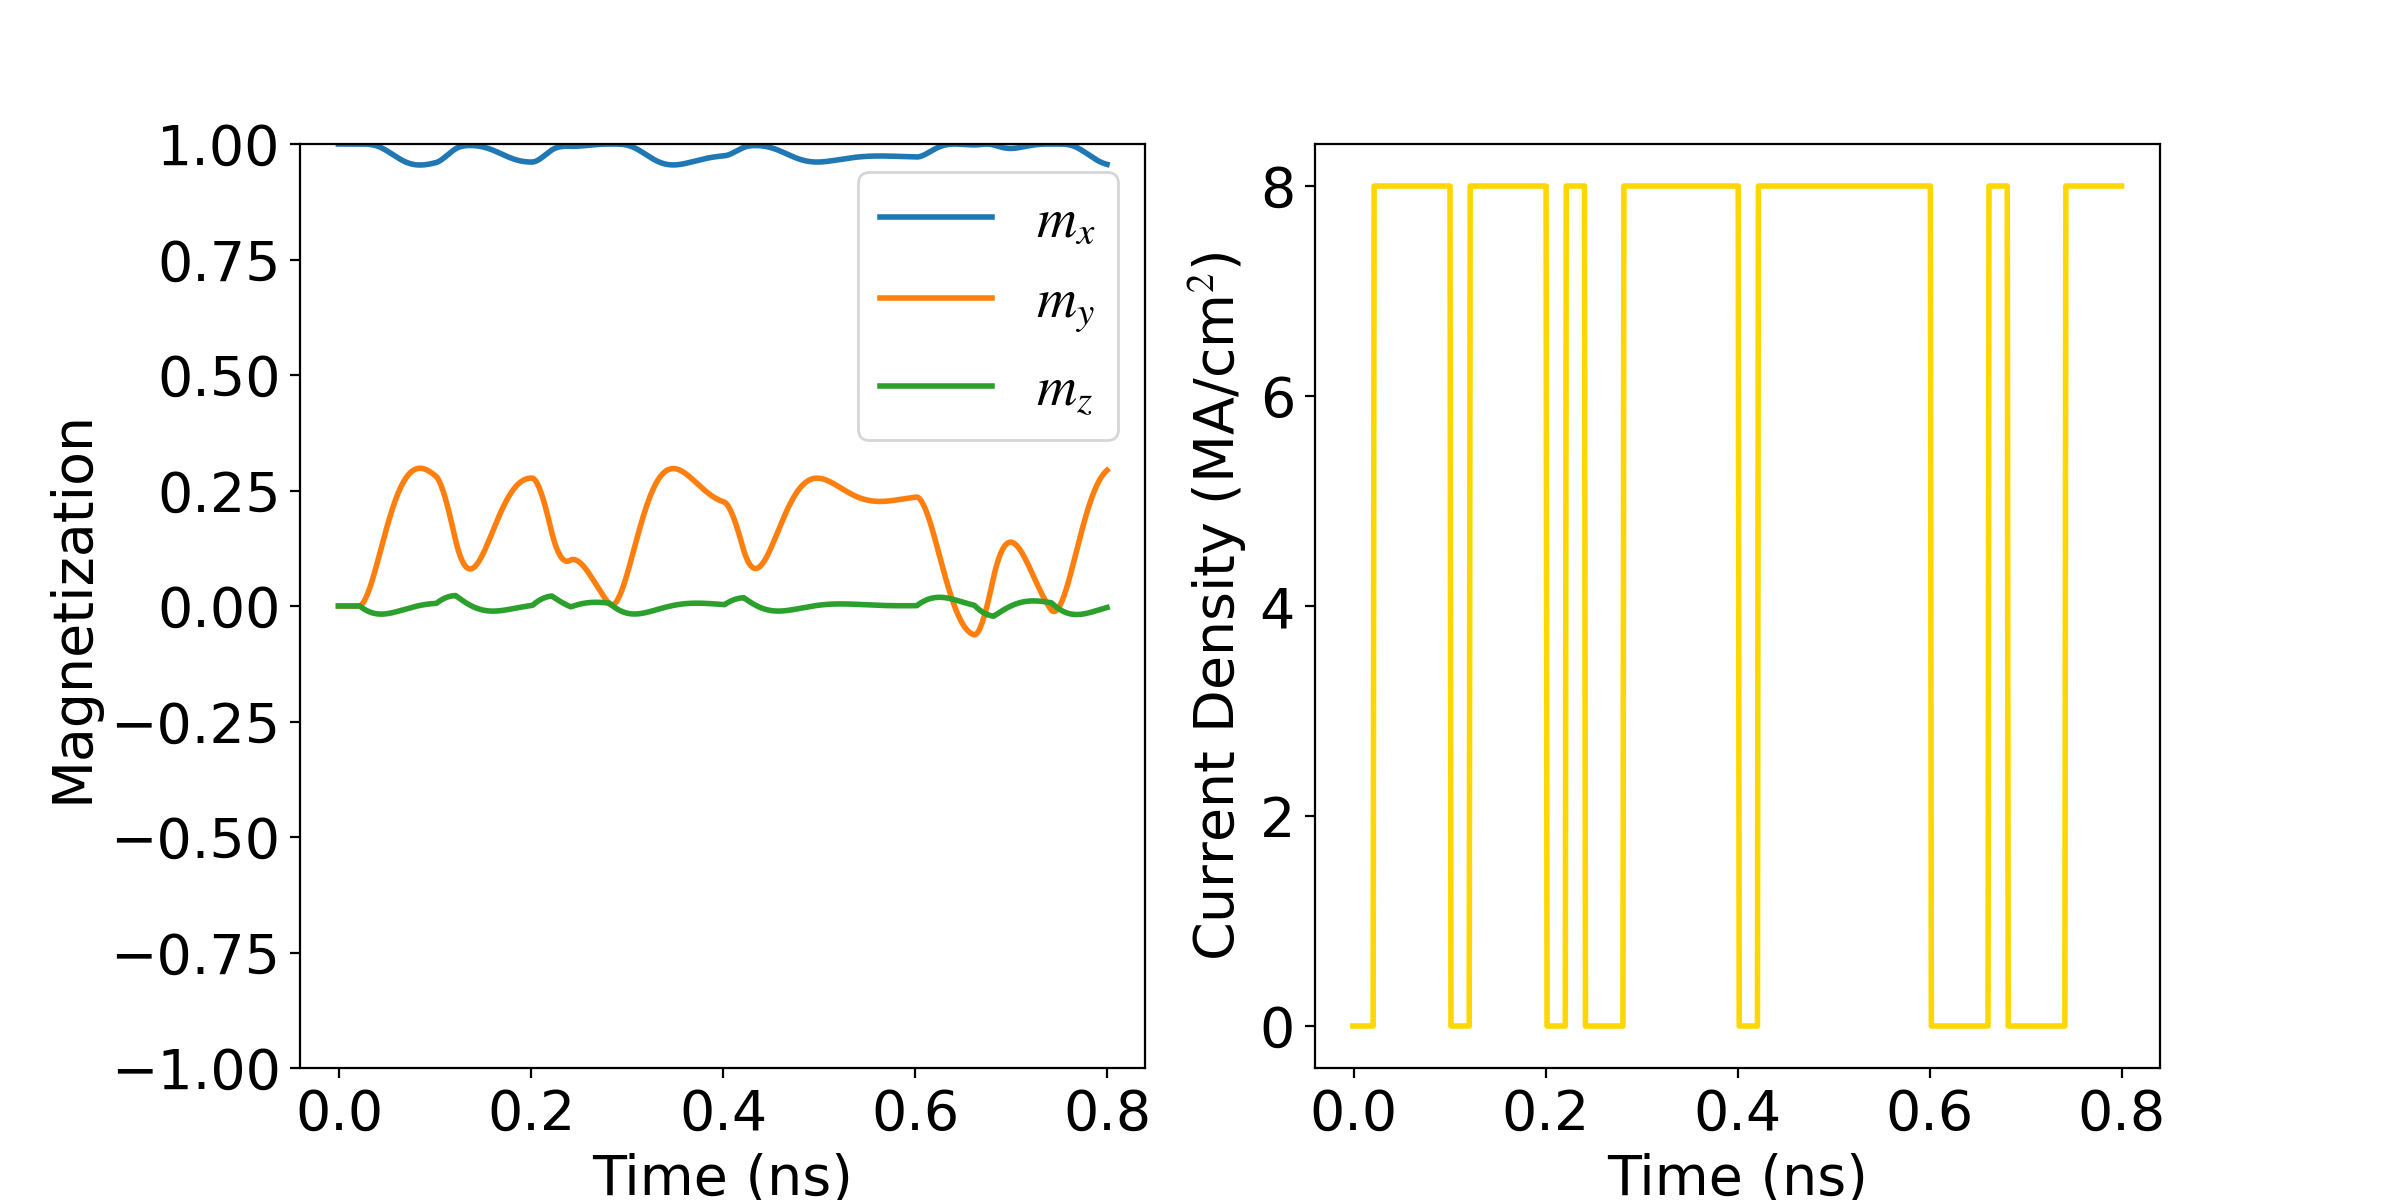 Magnetization
1.00
0.75
0.50
0.25
0.00
−0.25
−0.50
−0.75
−1.00
0.0 0.2 0.4 0.6 0.8
Time (ns)
m_x
m_y
m_z
Current Density (MA/cm²)
8
6
4
2
0
0.0 0.2 0.4 0.6 0.8
Time (ns)